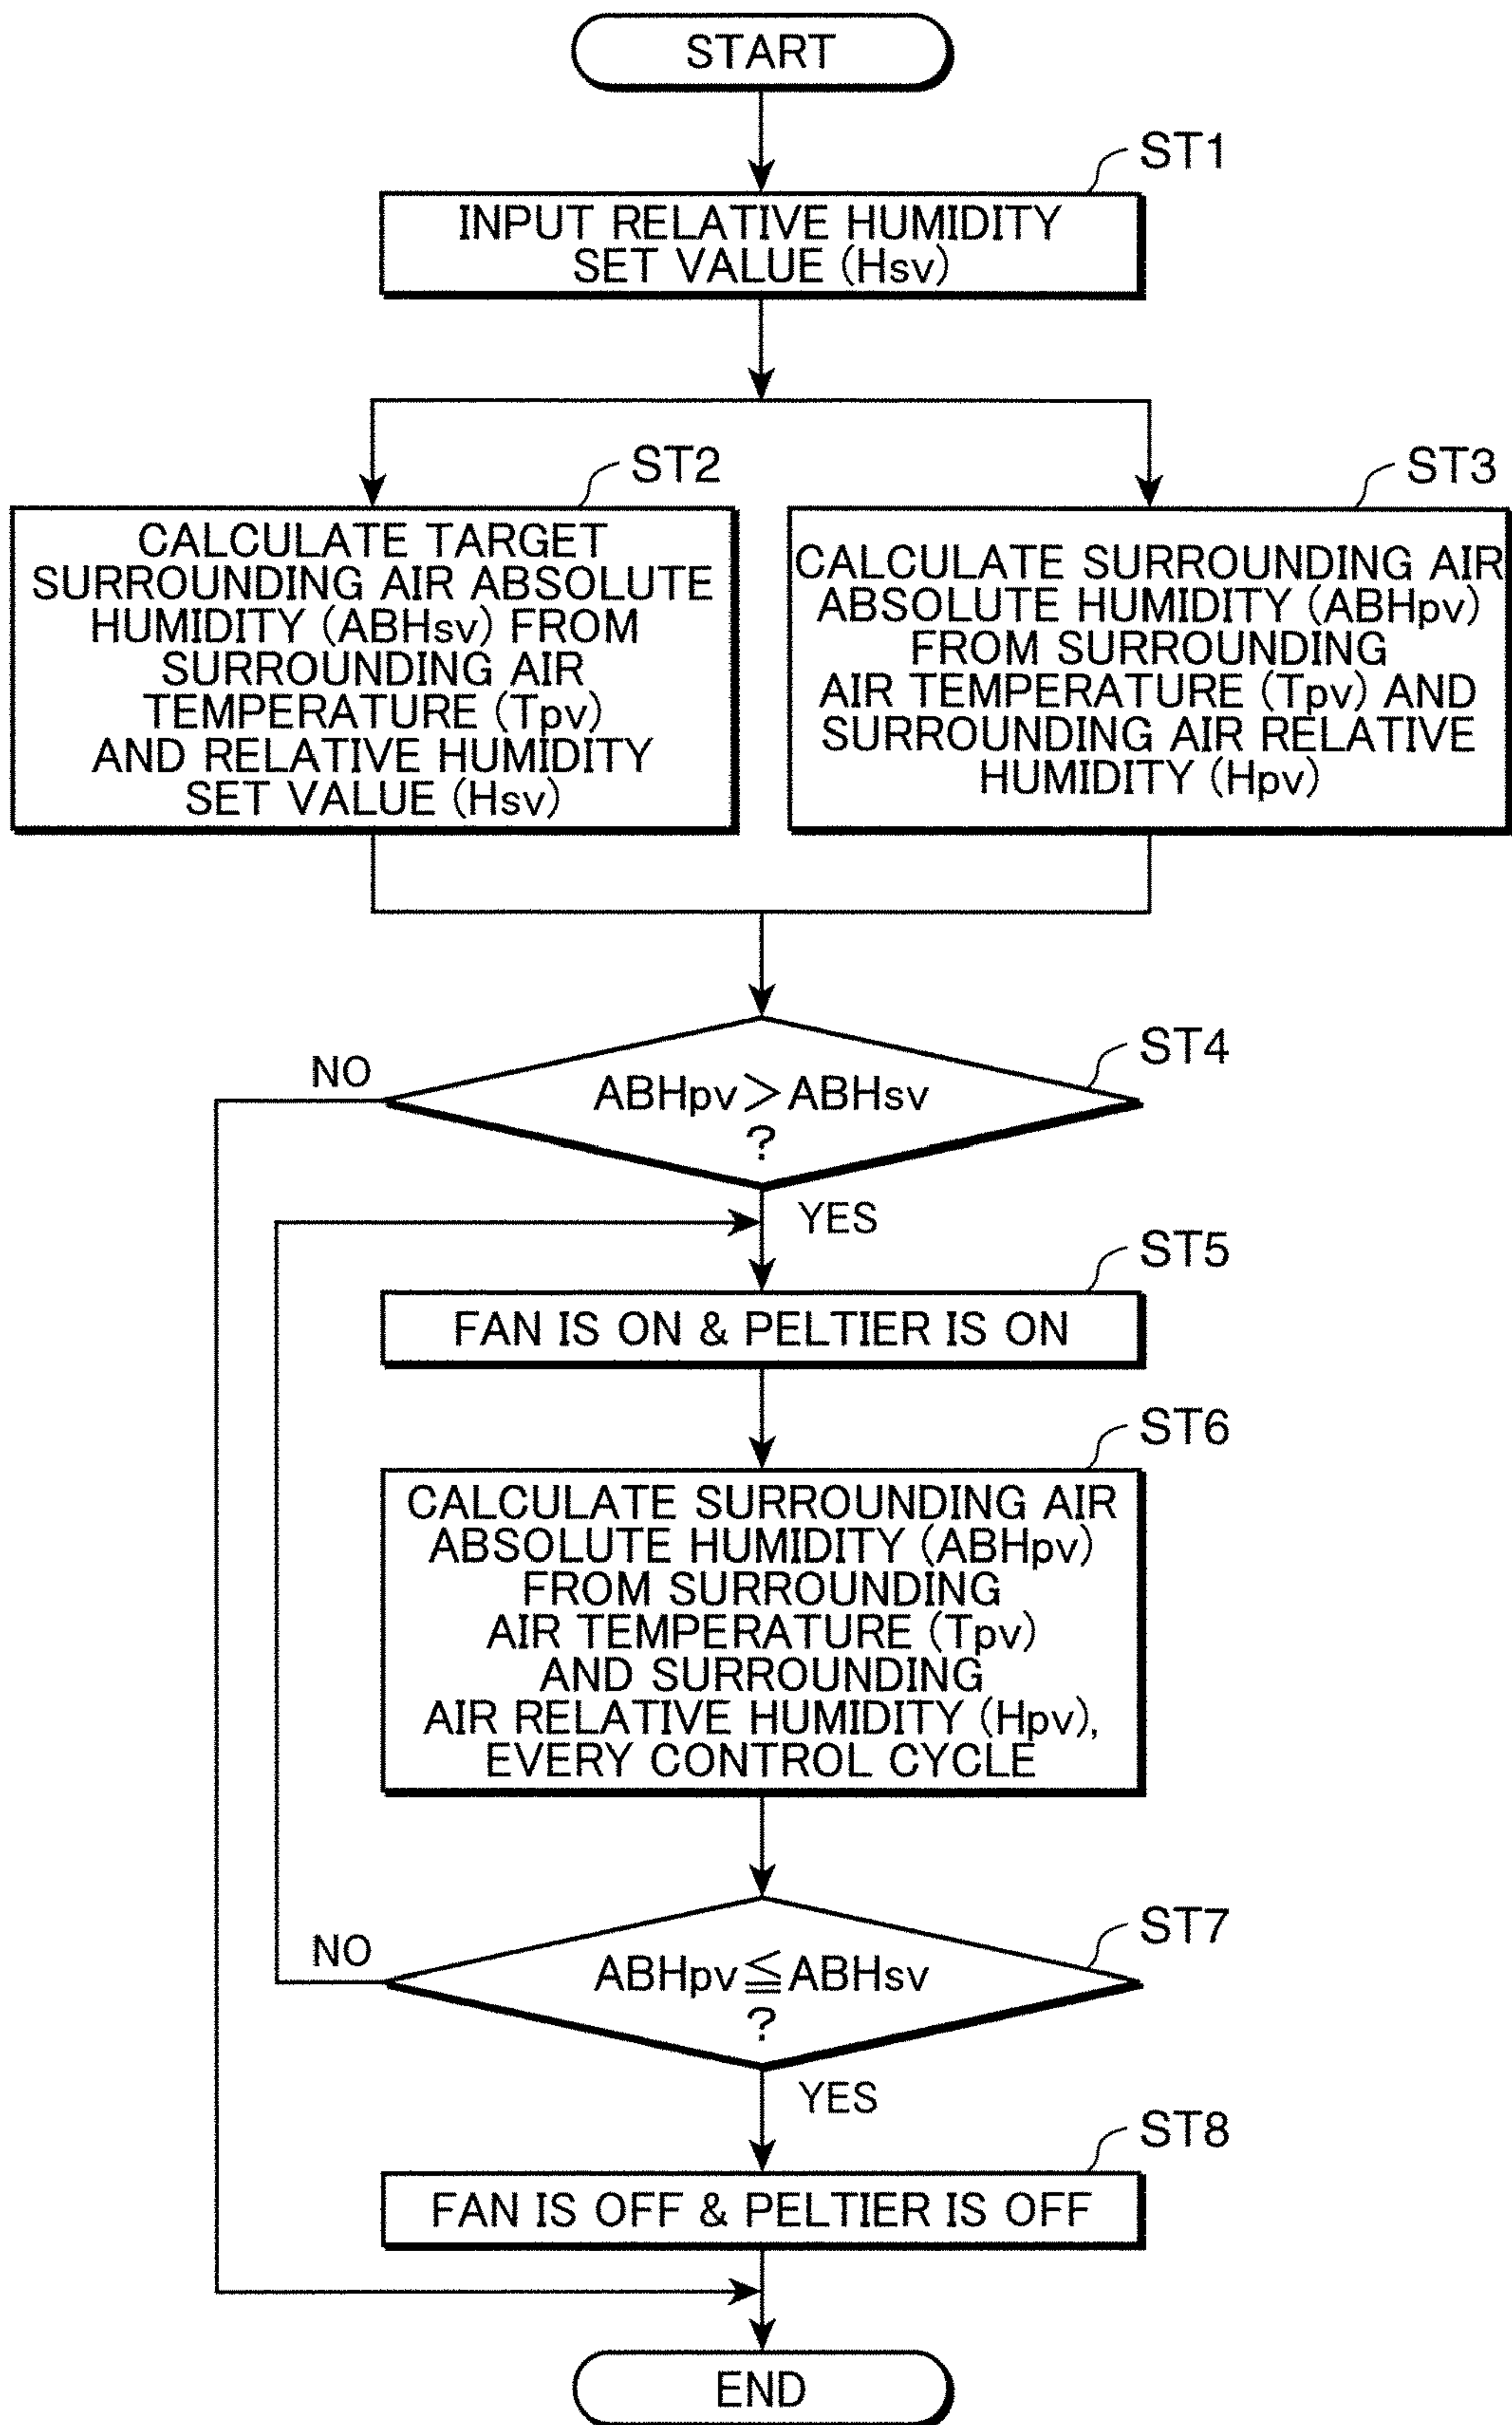 START
ST1
INPUT RELATIVE HUMIDITY
SET VALUE (Hsv)
ST2
CALCULATE TARGET
SURROUNDING AIR ABSOLUTE
HUMIDITY (ABHsv) FROM
SURROUNDING AIR
TEMPERATURE (Tpv)
AND RELATIVE HUMIDITY
SET VALUE (Hsv)
ST3
CALCULATE SURROUNDING AIR
ABSOLUTE HUMIDITY (ABHpv)
FROM SURROUNDING
AIR TEMPERATURE (Tpv) AND
SURROUNDING AIR RELATIVE
HUMIDITY (Hpv)
ST4
NO
ABHpv＞ABHsv
?
YES
ST5
FAN IS ON & PELTIER IS ON
ST6
CALCULATE SURROUNDING AIR
ABSOLUTE HUMIDITY (ABHpv)
FROM SURROUNDING
AIR TEMPERATURE (Tpv)
AND SURROUNDING
AIR RELATIVE HUMIDITY (Hpv),
EVERY CONTROL CYCLE
ST7
NO
ABHpv≦ABHsv
?
YES
ST8
FAN IS OFF & PELTIER IS OFF
END